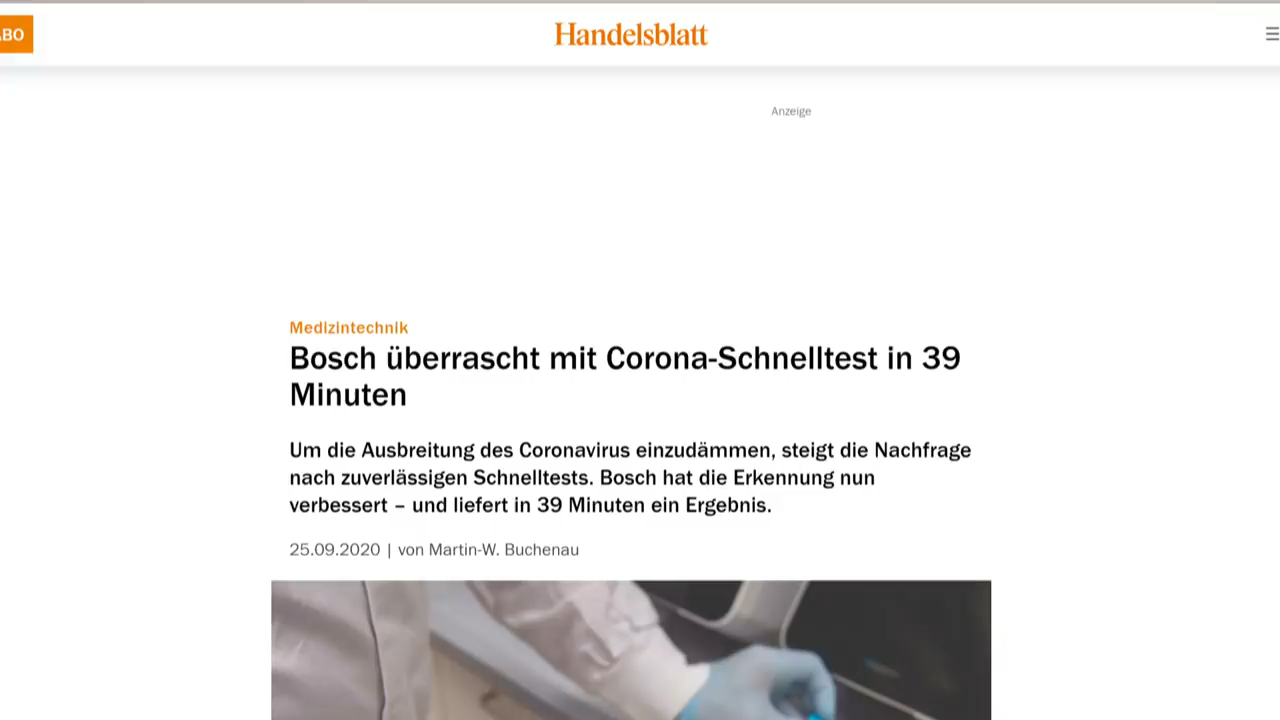 ABO
Handelsblatt
Anzeige
Medizintechnik
Bosch überrascht mit Corona-Schnelltest in 39
Minuten
Um die Ausbreitung des Coronavirus einzudämmen, steigt die Nachfrage
nach zuverlässigen Schnelltests. Bosch hat die Erkennung nun
verbessert – und liefert in 39 Minuten ein Ergebnis.
25.09.2020 | von Martin-W. Buchenau